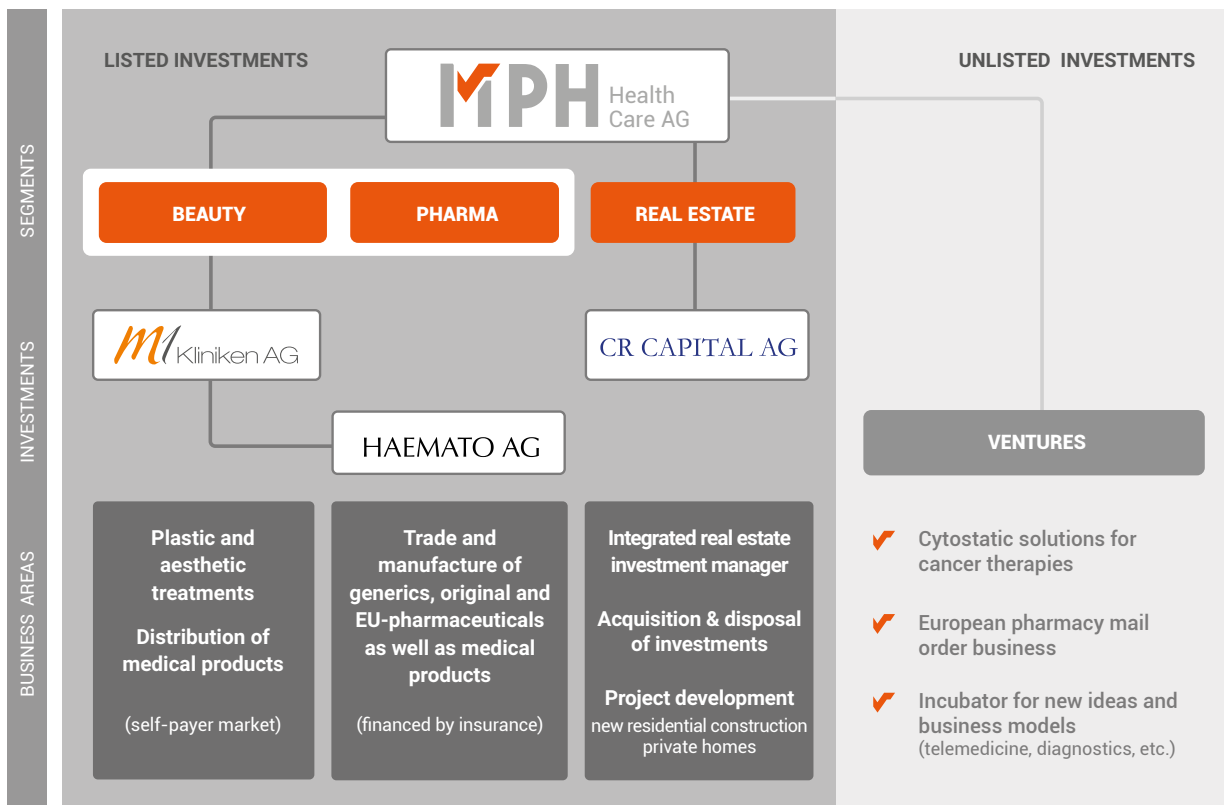 LISTED INVESTMENTS
MPH Health
Care AG
UNLISTED INVESTMENTS
SEGMENTS
BEAUTY
PHARMA
REAL ESTATE
INVESTMENTS
M1 Kliniken AG
CR CAPITAL AG
HAEMATO AG
VENTURES
BUSINESS AREAS
Plastic and
aesthetic
treatments
Distribution of
medical products
(self-payer market)
Trade and
manufacture of
generics, original and
EU-pharmaceuticals
as well as medical
products
(financed by insurance)
Integrated real estate
investment manager
Acquisition & disposal
of investments
Project development
new residential construction
private homes
Cytostatic solutions for
cancer therapies
European pharmacy mail
order business
Incubator for new ideas and
business models
(telemedicine, diagnostics, etc.)